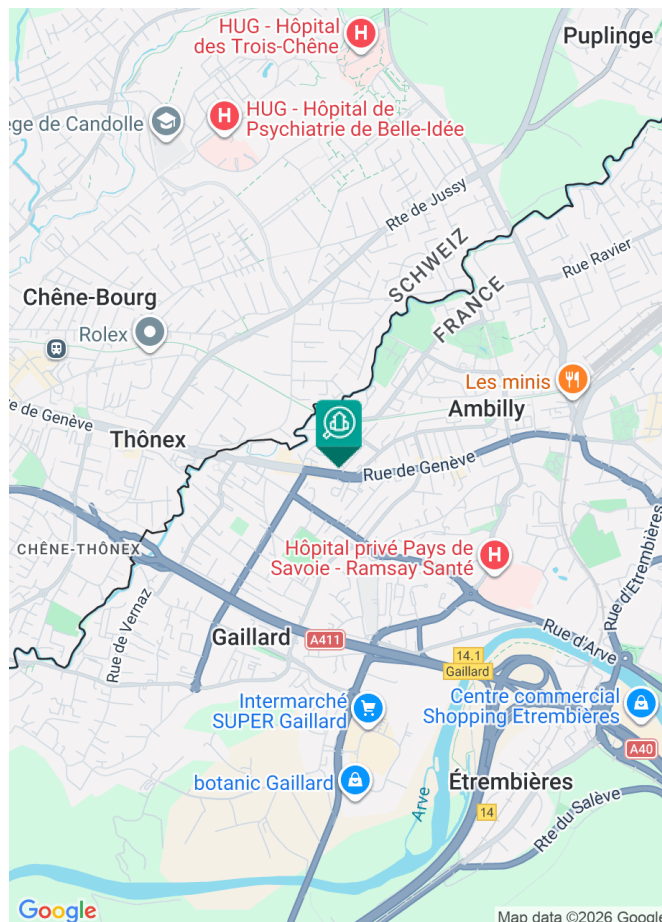 HUG - Hôpital
des Trois-Chêne
Puplinge
ege de Candolle
HUG - Hôpital de
Psychiatrie de Belle-Idée
Rte de Jussy
SCHWEIZ
FRANCE
Rue Ravier
Chêne-Bourg
Rolex
Les minis
Ambilly
e de Genève
Thônex
Rue de Genève
CHÊNE-THÔNEX
Hôpital privé Pays de
Savoie - Ramsay Santé
Rue d'Etrembières
Rue de Vernaz
Gaillard
A411
Rue d'Arve
14.1
Gaillard
Intermarché
SUPER Gaillard
Centre commercial
Shopping Etrembières
A40
botanic Gaillard
Arve
Étrembières
14
Rte du Salève
Google
Map data ©2026 Google